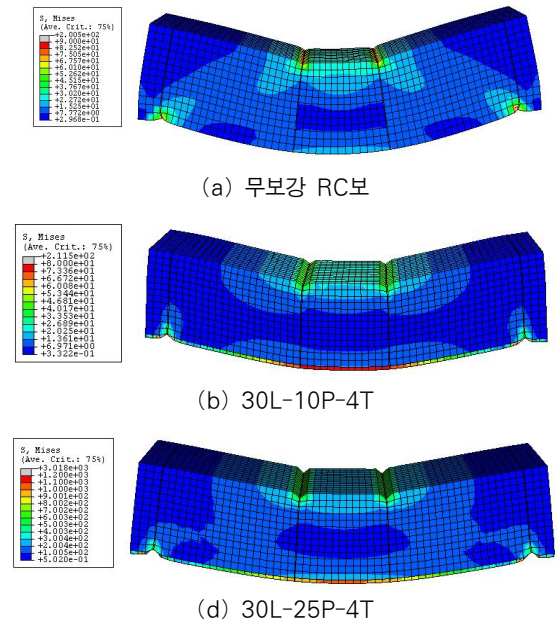 S, Mises
(Ave. Crit.: 75%)
+2.005e+02
+9.000e+01
+8.252e+01
+7.505e+01
+6.757e+01
+6.010e+01
+5.262e+01
+4.515e+01
+3.767e+01
+3.020e+01
+2.272e+01
+1.525e+01
+7.772e+00
+2.968e-01
(a) 무보강 RC보
S, Mises
(Ave. Crit.: 75%)
+2.115e+02
+8.000e+01
+7.336e+01
+6.672e+01
+6.008e+01
+5.344e+01
+4.681e+01
+4.017e+01
+3.353e+01
+2.689e+01
+2.025e+01
+1.361e+01
+6.971e+00
+3.322e-01
(b) 30L-10P-4T
S, Mises
(Ave. Crit.: 75%)
+3.018e+03
+1.200e+03
+1.100e+03
+1.000e+03
+9.001e+02
+8.002e+02
+7.002e+02
+6.003e+02
+5.003e+02
+4.003e+02
+3.004e+02
+2.004e+02
+1.005e+02
+5.020e-01
(d) 30L-25P-4T